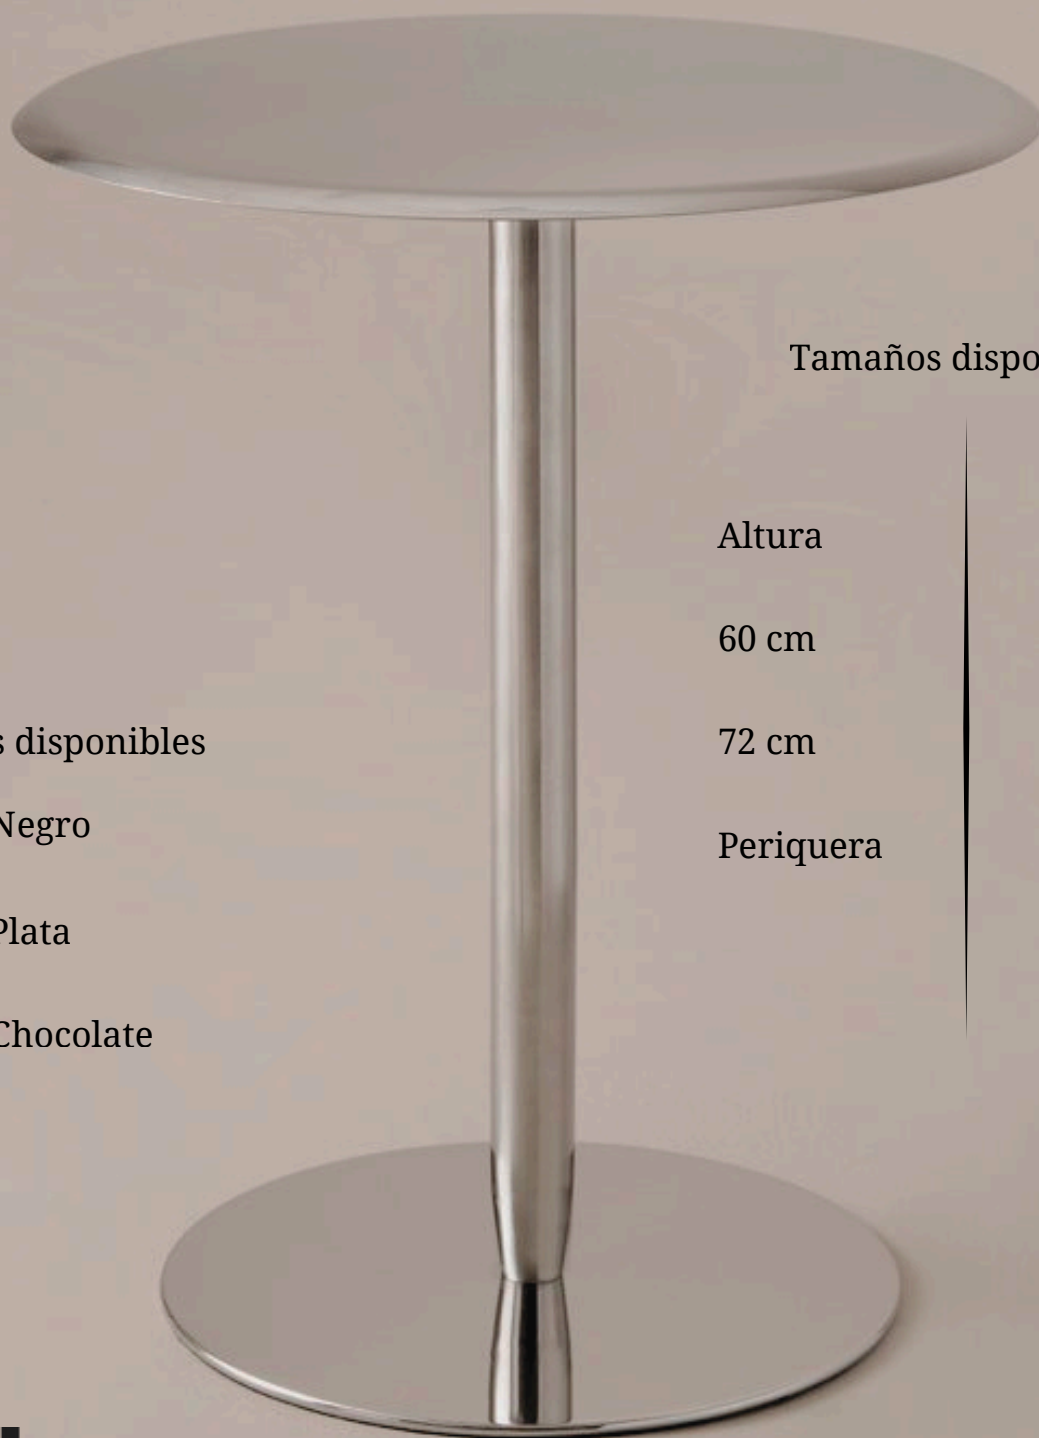 Tamaños dispo
Altura
60 cm
72 cm
Periquera
s disponibles
Negro
Plata
Chocolate